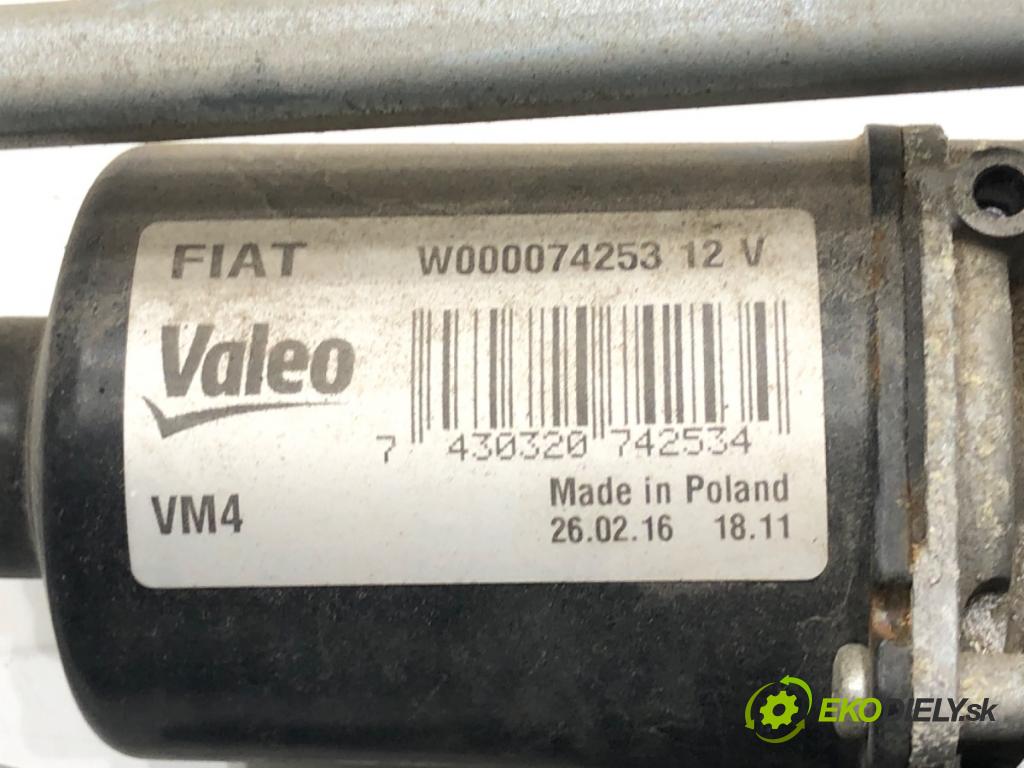 FIAT W000074253 12 V
Valeo
7 430320 742534
VM4
Made in Poland
26.02.16 18.11
EKODIELY.sk